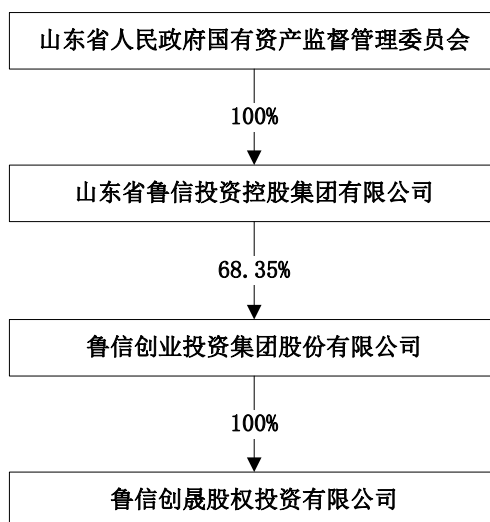 山东省人民政府国有资产监督管理委员会
100%
山东省鲁信投资控股集团有限公司
68.35%
鲁信创业投资集团股份有限公司
100%
鲁信创晟股权投资有限公司